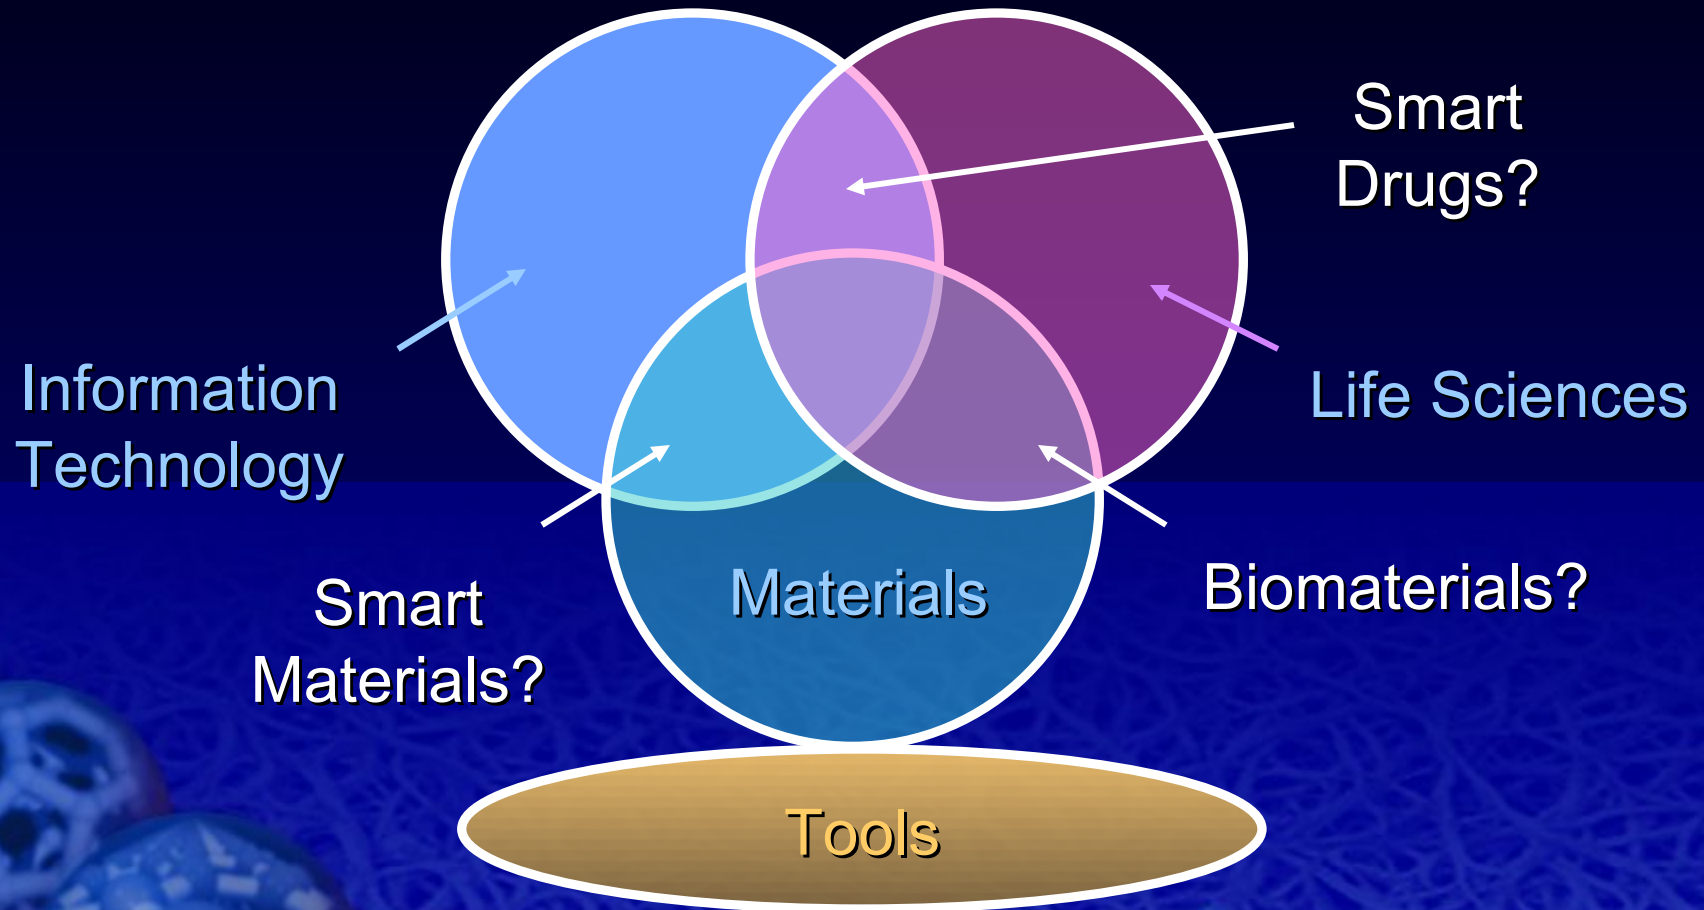 Smart
Drugs?
Information
Technology
Life Sciences
Smart
Materials?
Materials
Biomaterials?
Tools